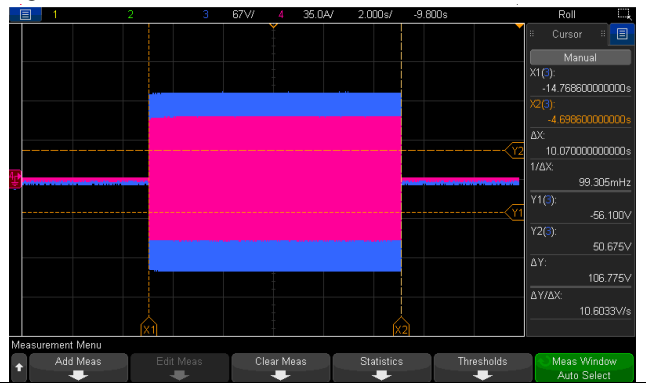 1 2 3 67V/ 4 35.0A/ 2.000s/ -9.800s Roll
Cursor
Manual
X1(3):
-14.768600000000s
X2(3):
-4.698600000000s
ΔX:
10.070000000000s
1/ΔX:
99.305mHz
Y1(3):
-56.100V
Y2(3):
50.675V
ΔY:
106.775V
ΔY/ΔX:
10.6033V/s
Y2
Y1
X1 X2
Measurement Menu
Add Meas Edit Meas Clear Meas Statistics Thresholds Meas Window
Auto Select